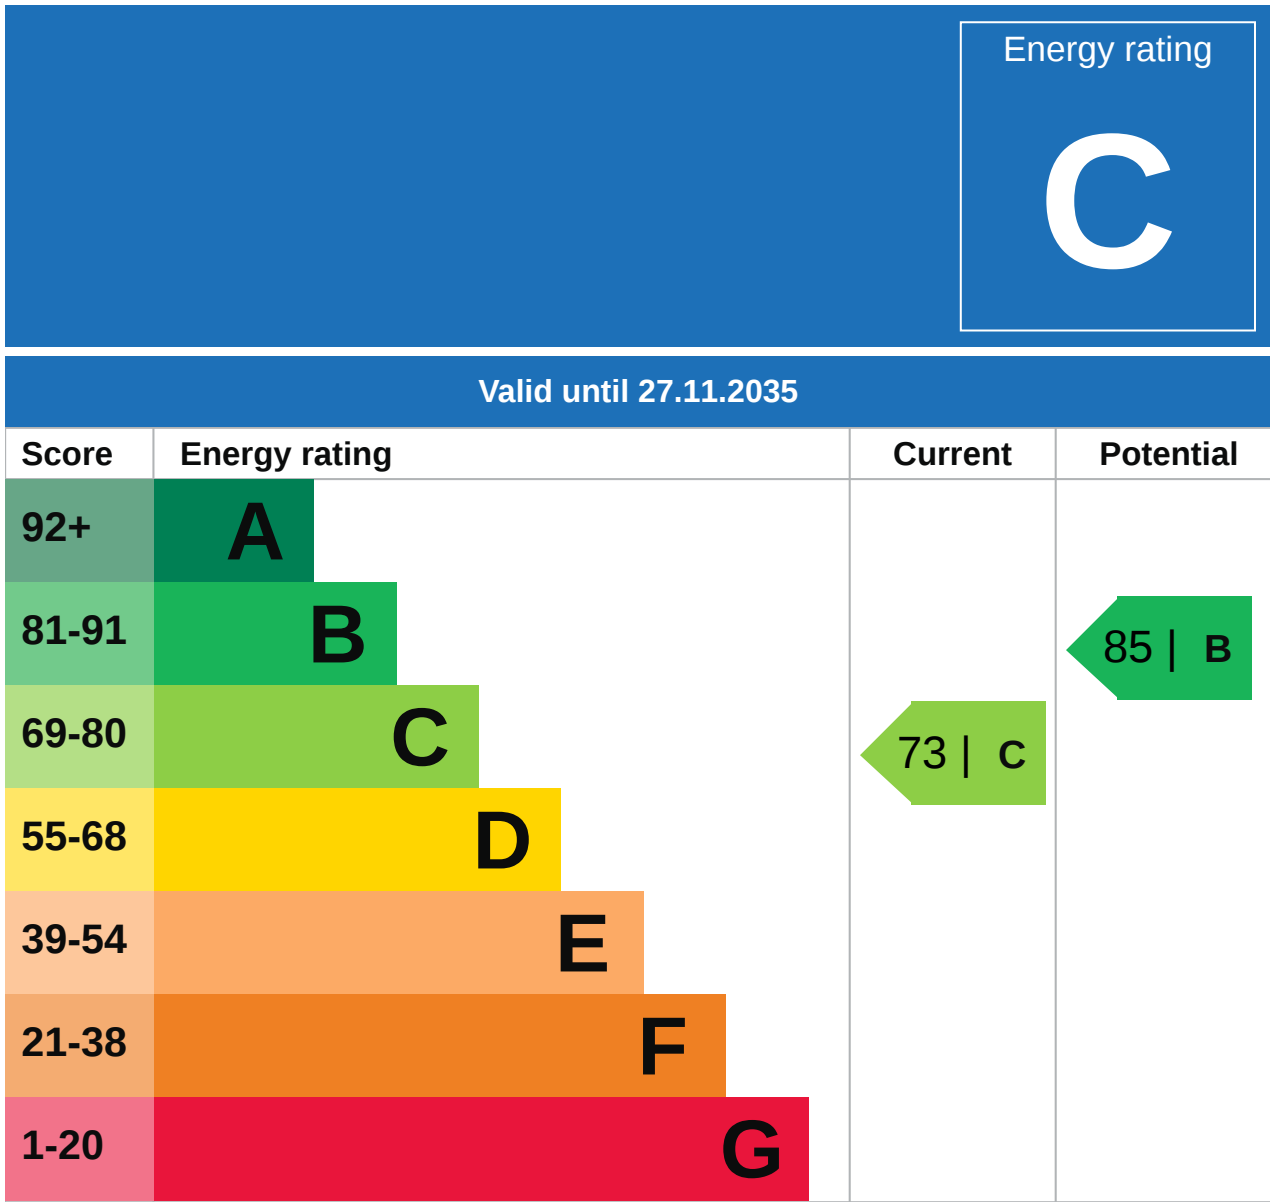 Energy rating
C
Valid until 27.11.2035
Score Energy rating Current Potential
92+ A
81-91 B
85 | B
69-80 C
73 | C
55-68 D
39-54 E
21-38 F
1-20 G